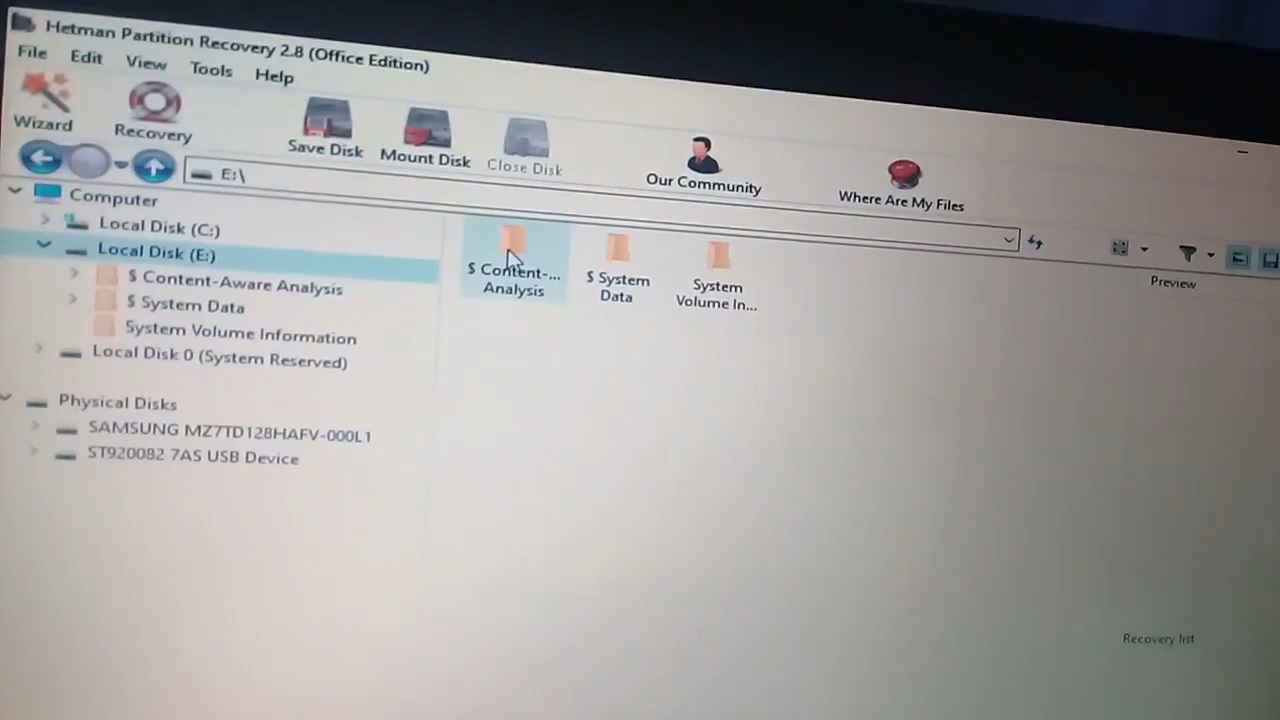 Hetman Partition Recovery 2.8 (Office Edition)
File Edit View Tools Help
Wizard
Recovery
Save Disk
Mount Disk
Close Disk
Our Community
Where Are My Files
E:\
Computer
Local Disk (C:)
Local Disk (E:)
$ Content-Aware Analysis
$ System Data
System Volume Information
Local Disk 0 (System Reserved)
Physical Disks
SAMSUNG MZ7TD128HAFV-000L1
ST920082 7AS USB Device
$ Content-...
Analysis
$ System
Data
System
Volume In...
Preview
Recovery list